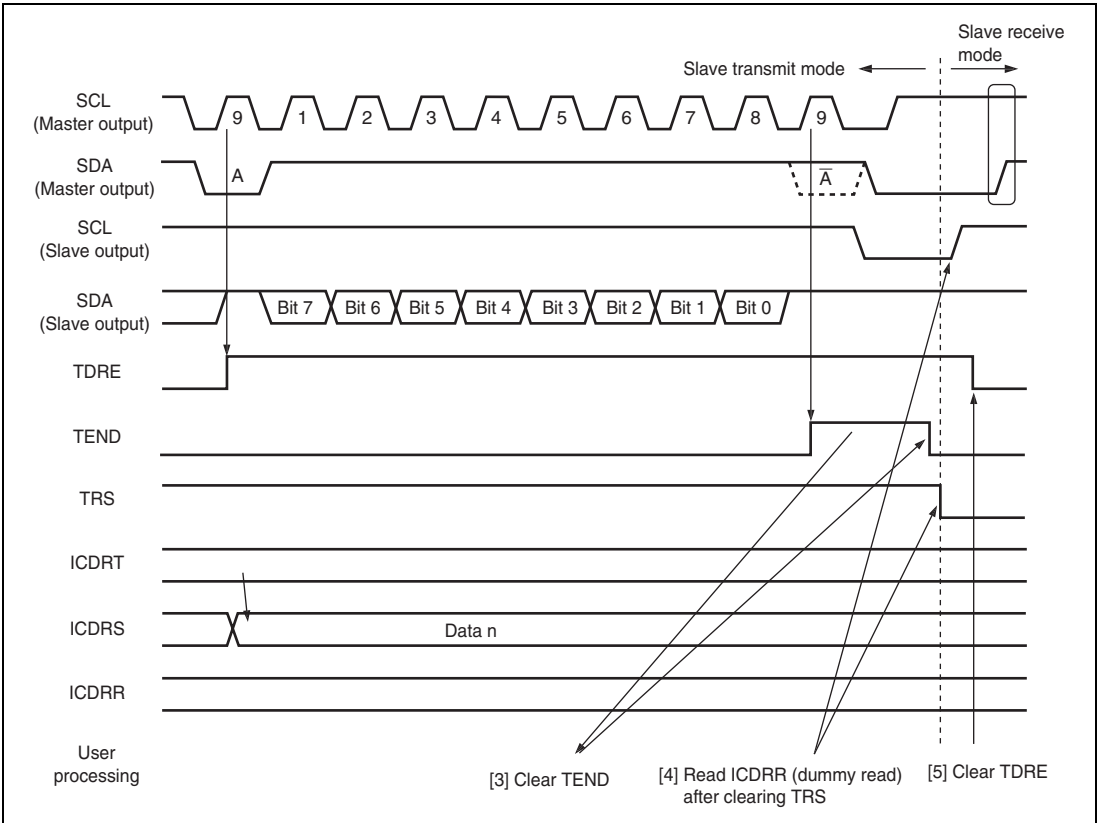 Slave receive
mode
Slave transmit mode
SCL
(Master output)
9 1 2 3 4 5 6 7 8 9
SDA
(Master output)
A A̅
SCL
(Slave output)
SDA
(Slave output)
Bit 7 Bit 6 Bit 5 Bit 4 Bit 3 Bit 2 Bit 1 Bit 0
TDRE
TEND
TRS
ICDRT
ICDRS
Data n
ICDRR
User
processing
[3] Clear TEND
[4] Read ICDRR (dummy read)
after clearing TRS
[5] Clear TDRE